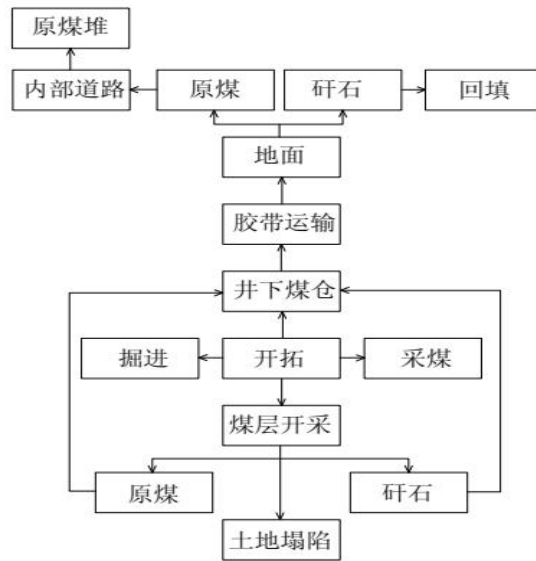 原煤堆
内部道路
原煤
矸石
回填
地面
胶带运输
井下煤仓
掘进
开拓
采煤
煤层开采
原煤
矸石
土地塌陷